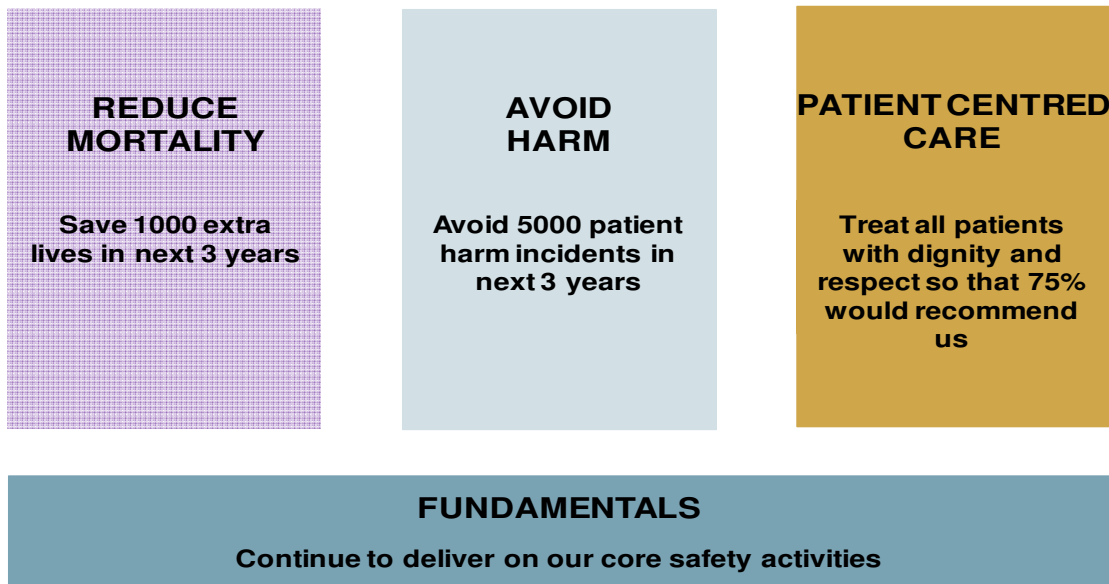 REDUCE
MORTALITY
Save 1000 extra
lives in next 3 years
AVOID
HARM
Avoid 5000 patient
harm incidents in
next 3 years
PATIENT CENTRED
CARE
Treat all patients
with dignity and
respect so that 75%
would recommend
us
FUNDAMENTALS
Continue to deliver on our core safety activities